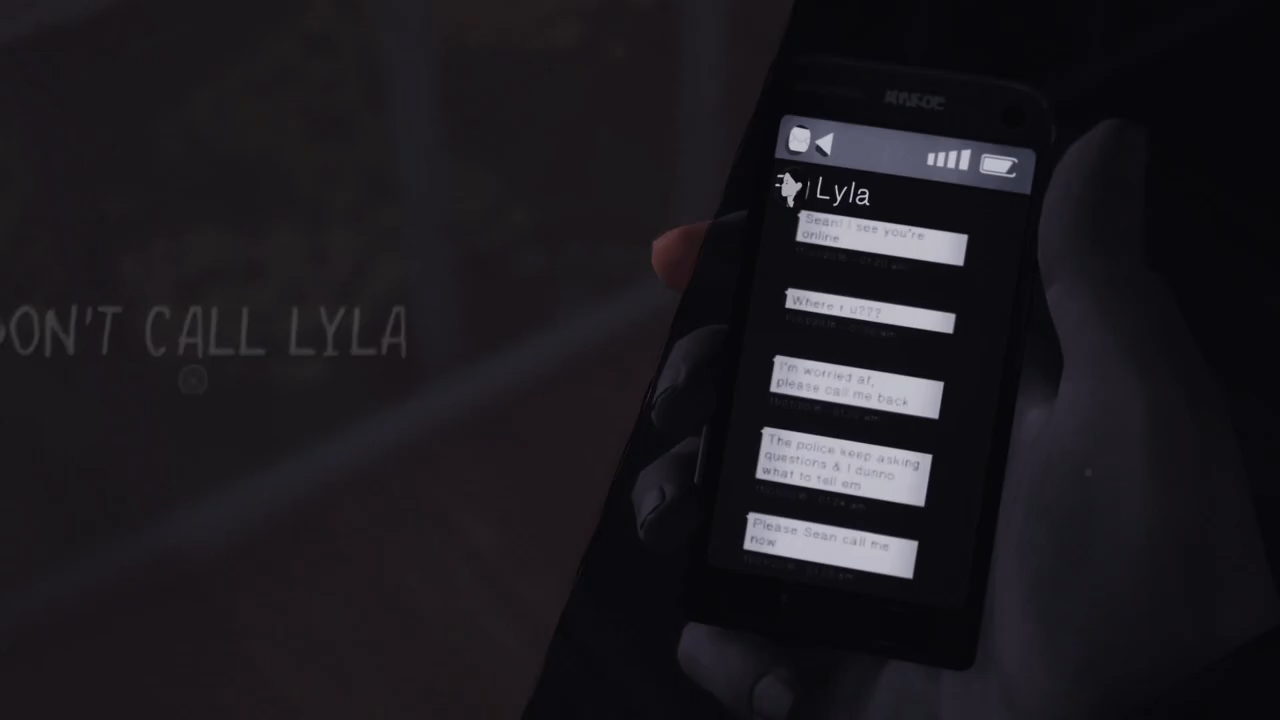 DON'T CALL LYLA
Lyla
Sean? I see you're
online
Where r u???
I'm worried af,
please call me back
The police keep asking
questions & I dunno
what to tell em
Please Sean call me
now